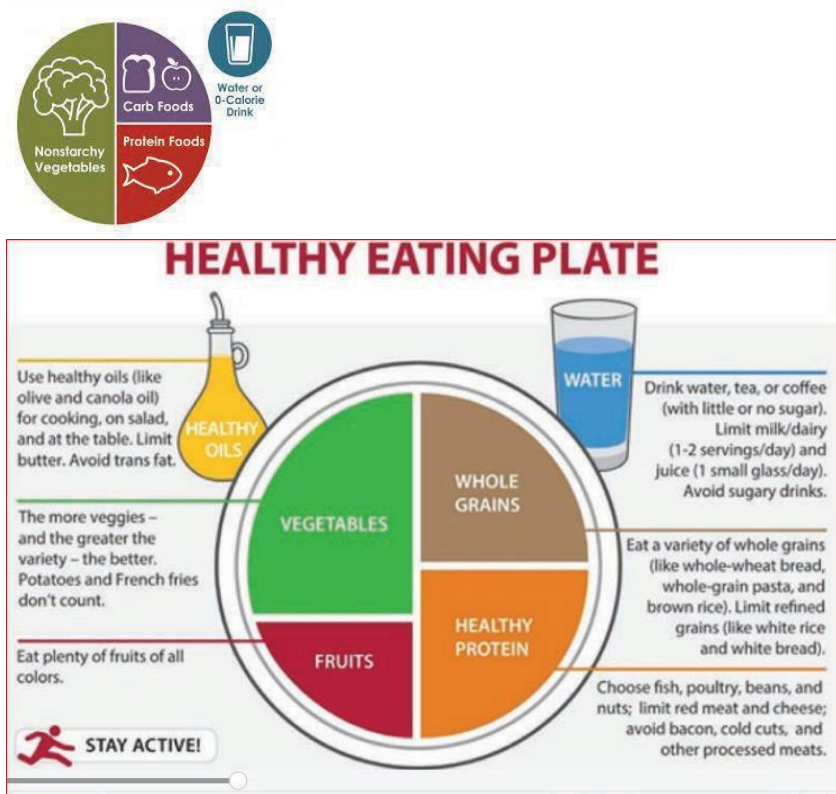 Nonstarchy
Vegetables
Carb Foods
Protein Foods
Water or
0-Calorie
Drink
HEALTHY EATING PLATE
Use healthy oils (like
olive and canola oil)
for cooking, on salad,
and at the table. Limit
butter. Avoid trans fat.
HEALTHY
OILS
The more veggies –
and the greater the
variety – the better.
Potatoes and French fries
don't count.
Eat plenty of fruits of all
colors.
STAY ACTIVE!
VEGETABLES
FRUITS
WHOLE
GRAINS
HEALTHY
PROTEIN
WATER
Drink water, tea, or coffee
(with little or no sugar).
Limit milk/dairy
(1-2 servings/day) and
juice (1 small glass/day).
Avoid sugary drinks.
Eat a variety of whole grains
(like whole-wheat bread,
whole-grain pasta, and
brown rice). Limit refined
grains (like white rice
and white bread).
Choose fish, poultry, beans, and
nuts; limit red meat and cheese;
avoid bacon, cold cuts, and
other processed meats.